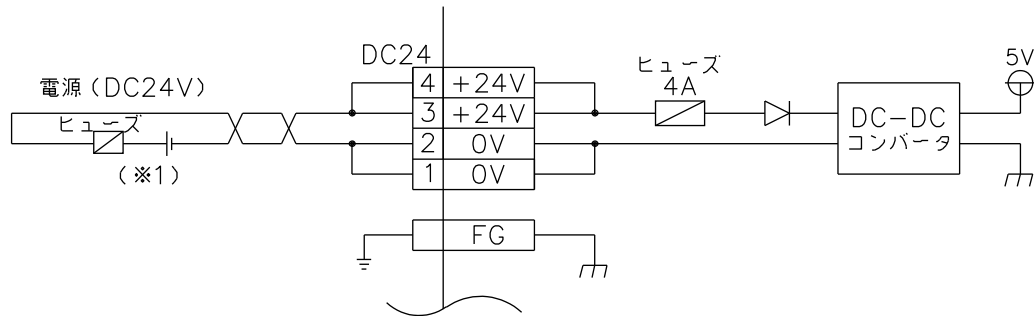 DC24
電源(DC24V)
ヒューズ
(※1)
4 +24V
3 +24V
2 0V
1 0V
FG
ヒューズ
4A
DC-DC
コンバータ
5V